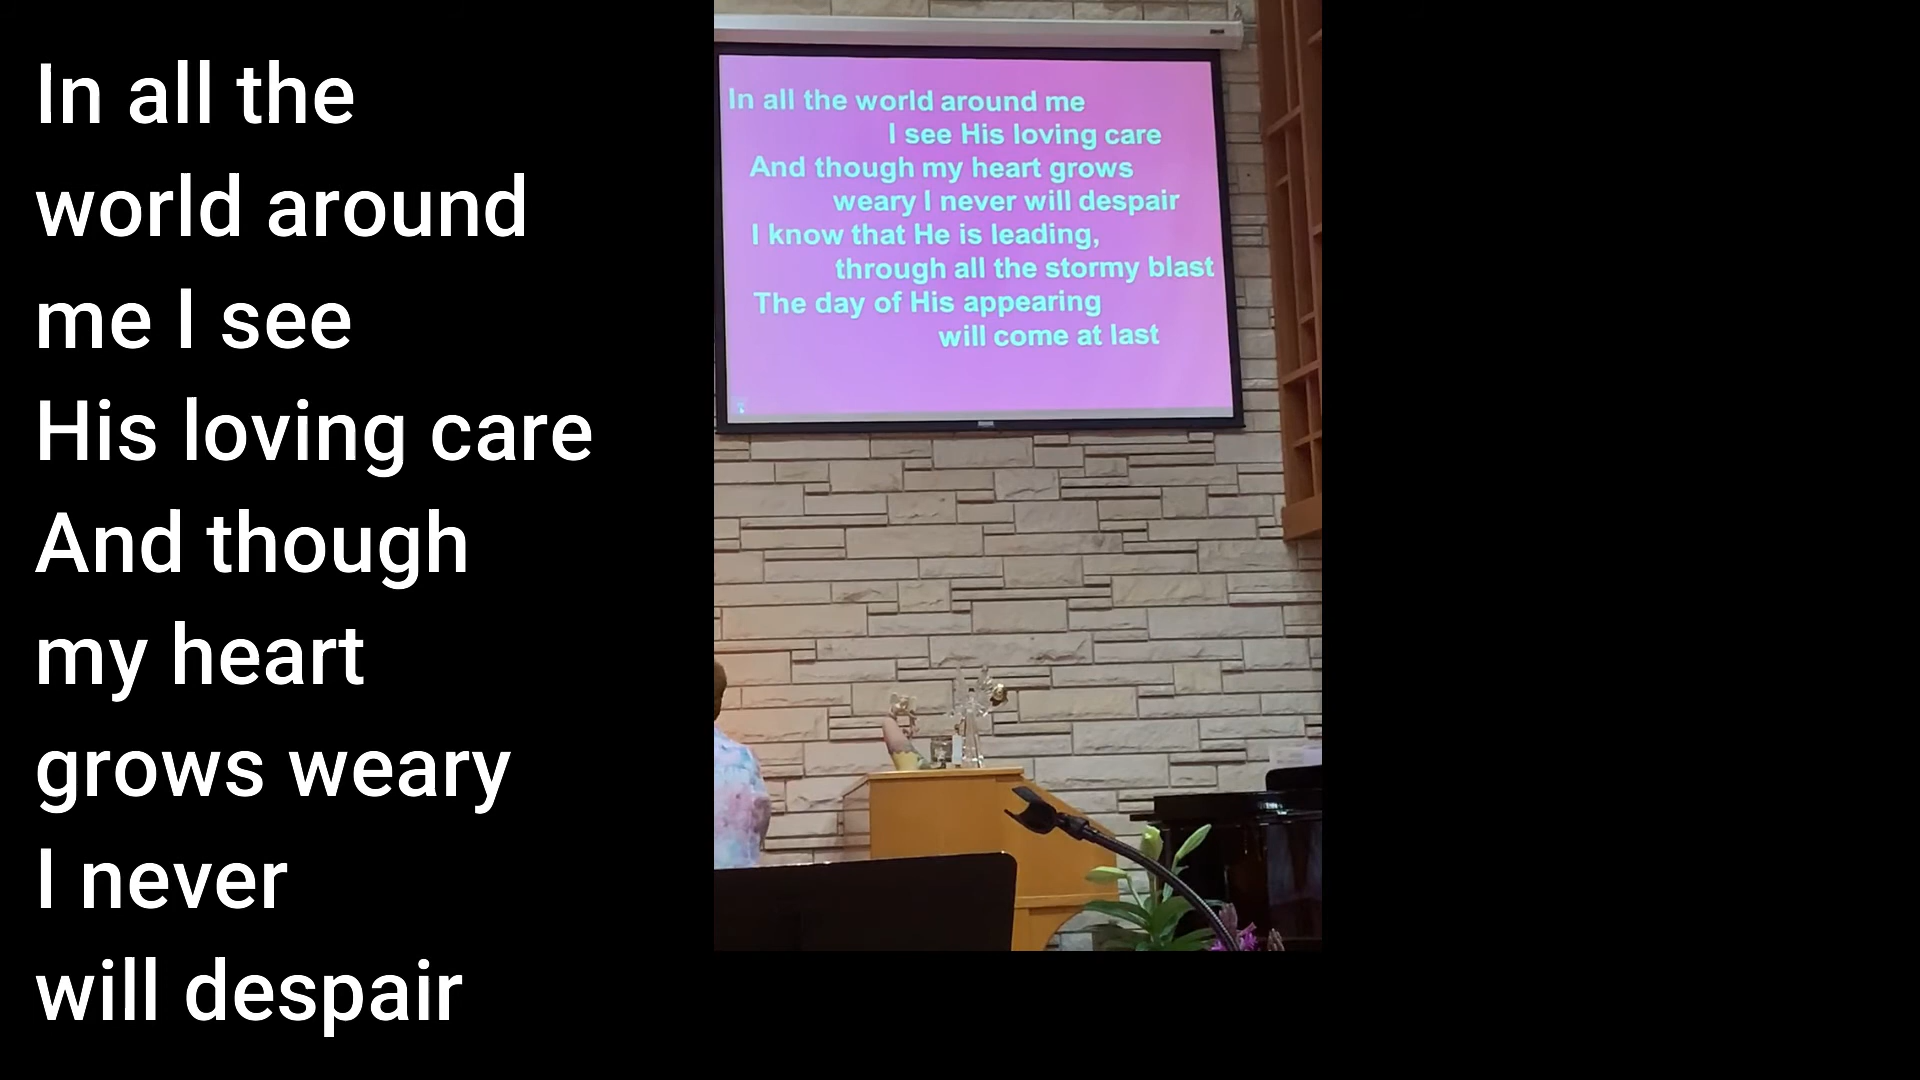 In all the
world around
me I see
His loving care
And though
my heart
grows weary
I never
will despair
In all the world around me
I see His loving care
And though my heart grows
weary I never will despair
I know that He is leading,
through all the stormy blast
The day of His appearing
will come at last